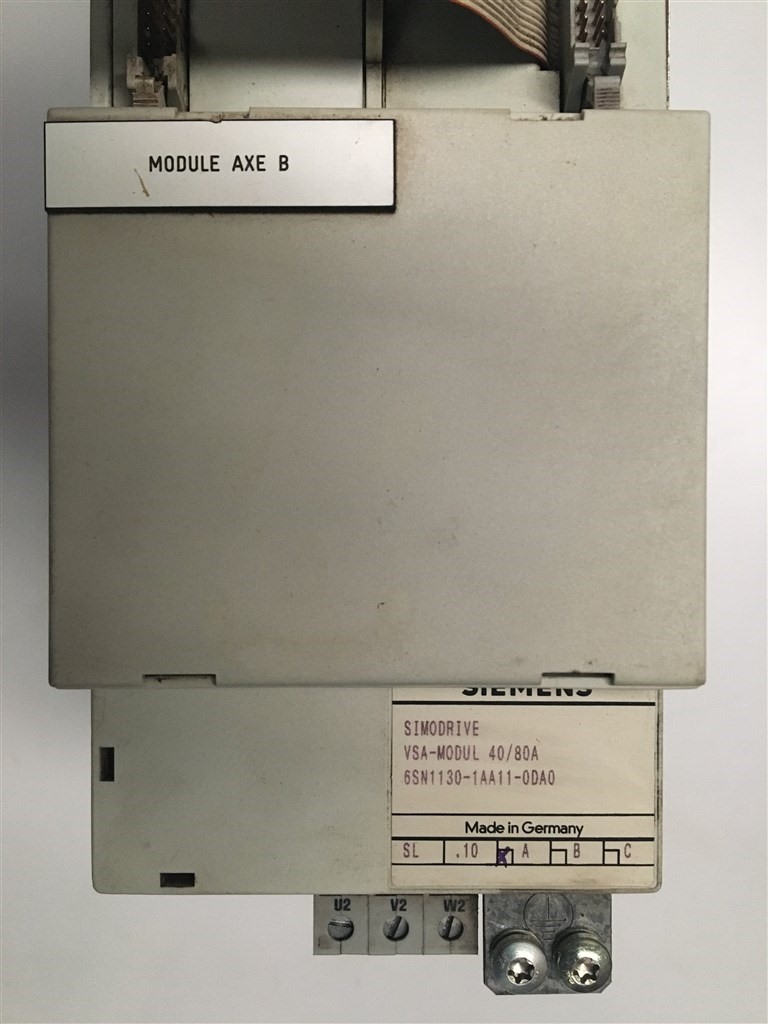 MODULE AXE B
SIEMENS
SIMODRIVE
VSA-MODUL 40/80A
6SN1130-1AA11-0DA0
Made in Germany
SL .10 A B C
U2 V2 W2